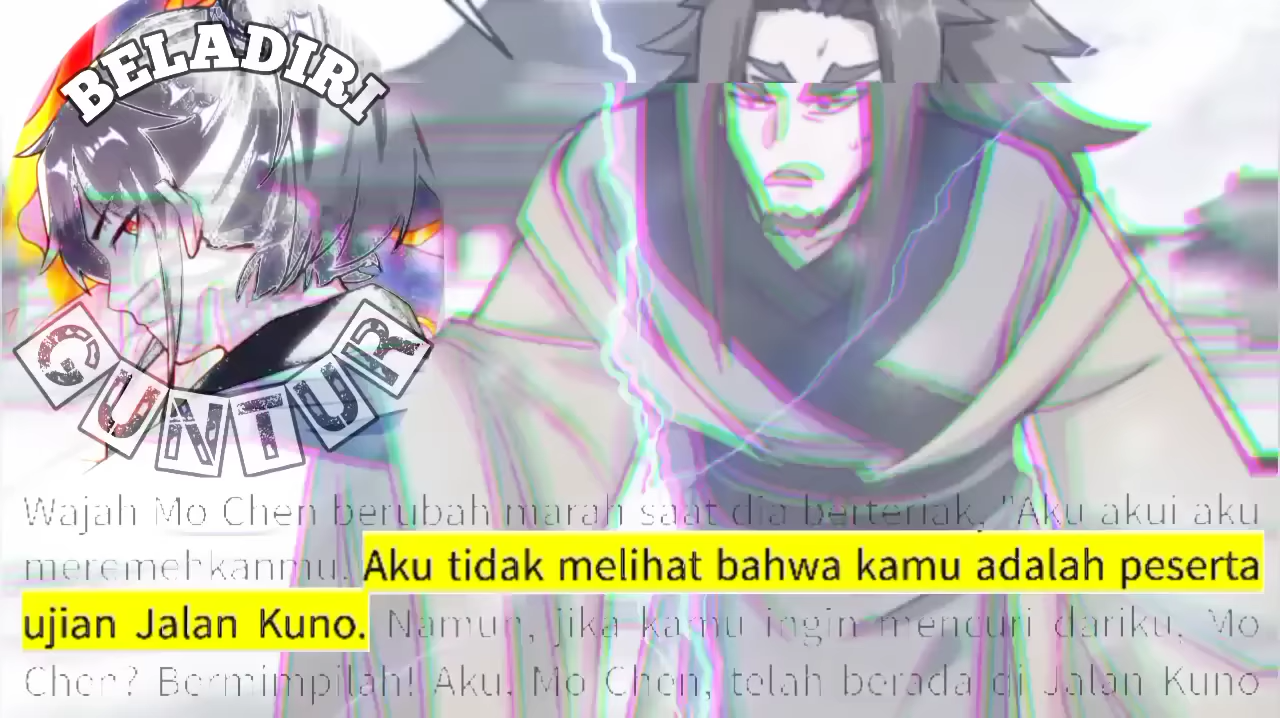 BELADIRI
GUNTUR
Wajah Mo Chen berubah marah saat dia berteriak, "Aku akui aku
meremehkanmu. Aku tidak melihat bahwa kamu adalah peserta
ujian Jalan Kuno. Namun, jika kamu ingin mencuri dariku, Mo
Chen? Bermimpilah! Aku, Mo Chen, telah berada di Jalan Kuno